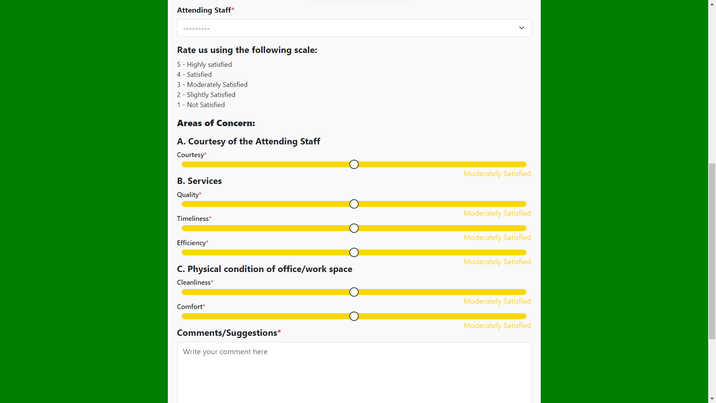 Attending Staff*
---------
Rate us using the following scale:
5 - Highly satisfied
4 - Satisfied
3 - Moderately Satisfied
2 - Slightly Satisfied
1 - Not Satisfied
Areas of Concern:
A. Courtesy of the Attending Staff
Courtesy*
Moderately Satisfied
B. Services
Quality*
Moderately Satisfied
Timeliness*
Moderately Satisfied
Efficiency*
Moderately Satisfied
C. Physical condition of office/work space
Cleanliness*
Moderately Satisfied
Comfort*
Moderately Satisfied
Comments/Suggestions*
Write your comment here